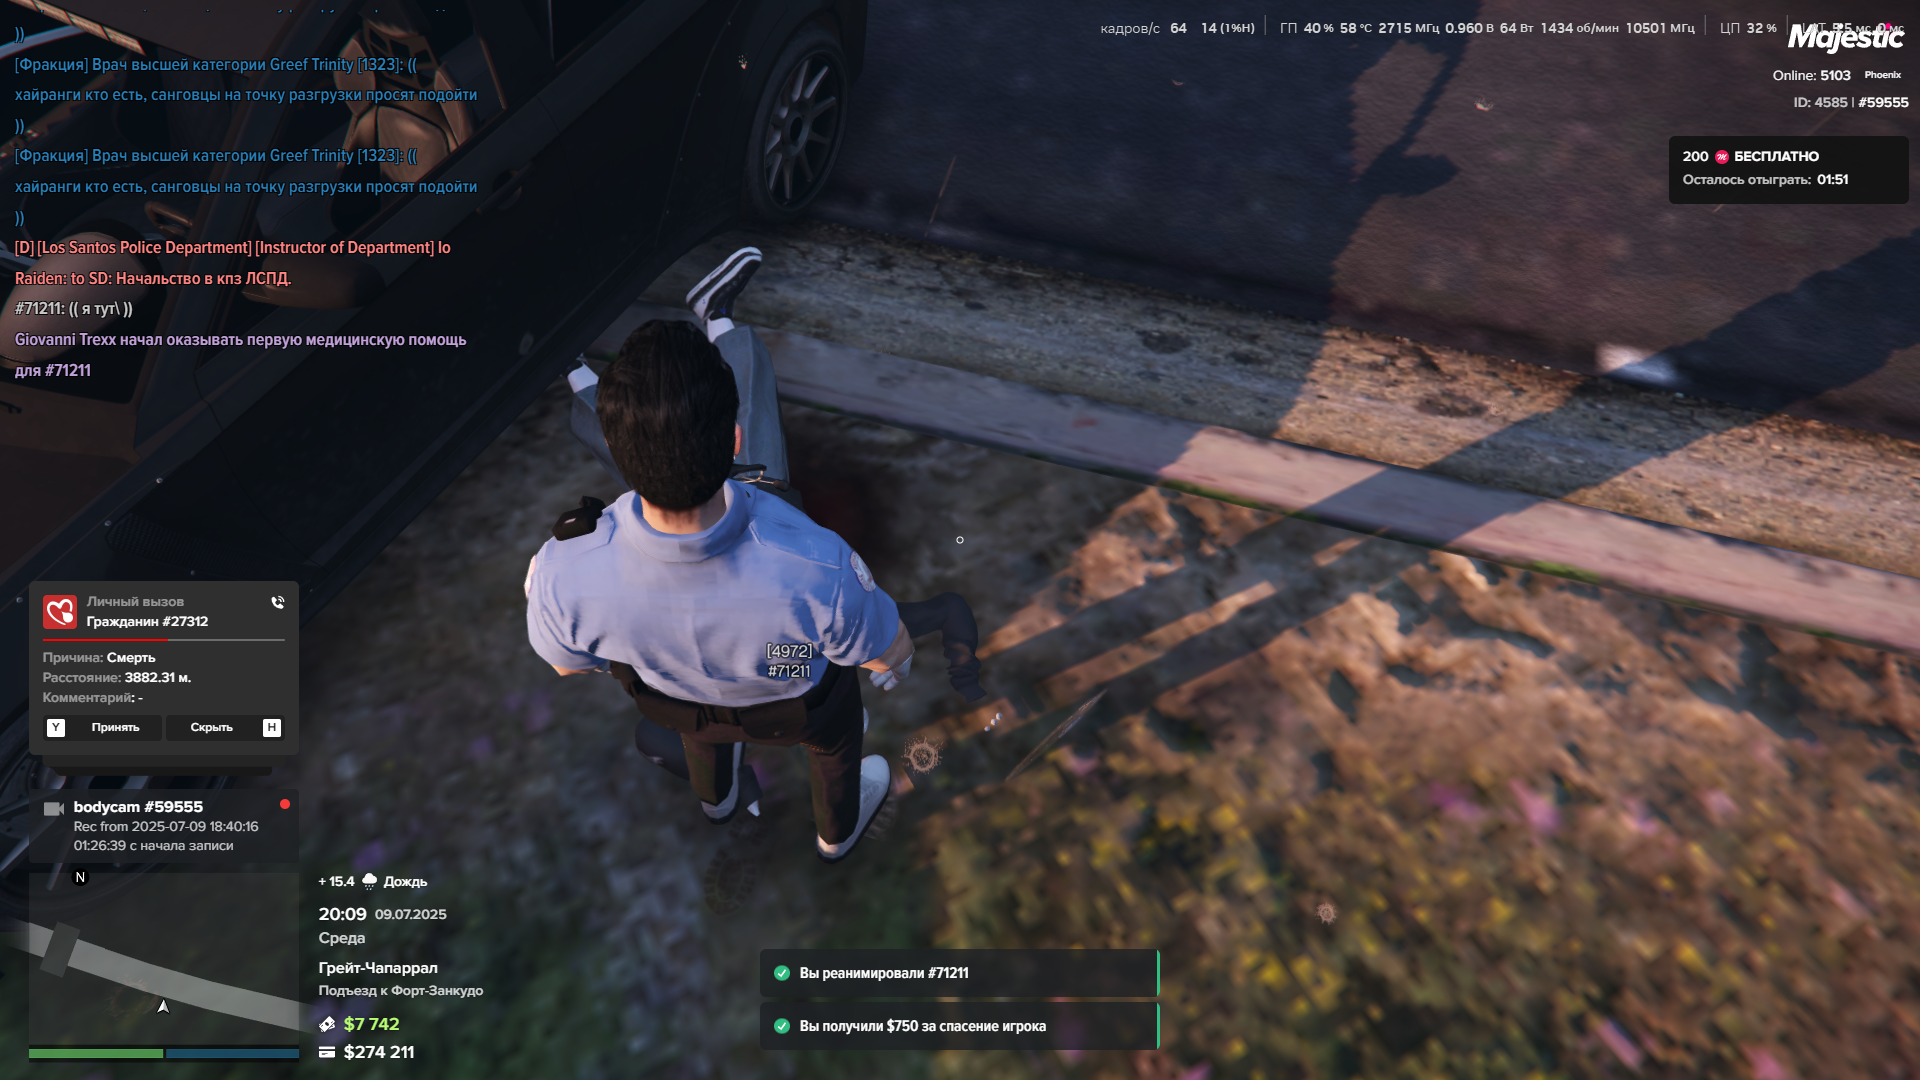 ))
[Фракция] Врач высшей категории Greef Trinity [1323]: ((
хайранги кто есть, санговцы на точку разгрузки просят подойти
))
[Фракция] Врач высшей категории Greef Trinity [1323]: ((
хайранги кто есть, санговцы на точку разгрузки просят подойти
))
[D] [Los Santos Police Department] [Instructor of Department] Io
Raiden: to SD: Начальство в кпз ЛСПД.
#71211: (( я тут\ ))
Giovanni Trexx начал оказывать первую медицинскую помощь
для #71211
кадров/с 64 14 (1%Н) ГП 40 % 58 °C 2715 МГц 0.960 В 64 Вт 1434 об/мин 10501 МГц ЦП 32 %
Majestic
Online: 5103 Phoenix
ID: 4585 | #59555
200 БЕСПЛАТНО
Осталось отыграть: 01:51
[4972]
#71211
Личный вызов
Гражданин #27312
Причина: Смерть
Расстояние: 3882.31 м.
Комментарий: -
Y Принять Скрыть H
bodycam #59555
Rec from 2025-07-09 18:40:16
01:26:39 с начала записи
N
+ 15.4 Дождь
20:09 09.07.2025
Среда
Грейт-Чапаррал
Подъезд к Форт-Занкудо
$7 742
$274 211
Вы реанимировали #71211
Вы получили $750 за спасение игрока